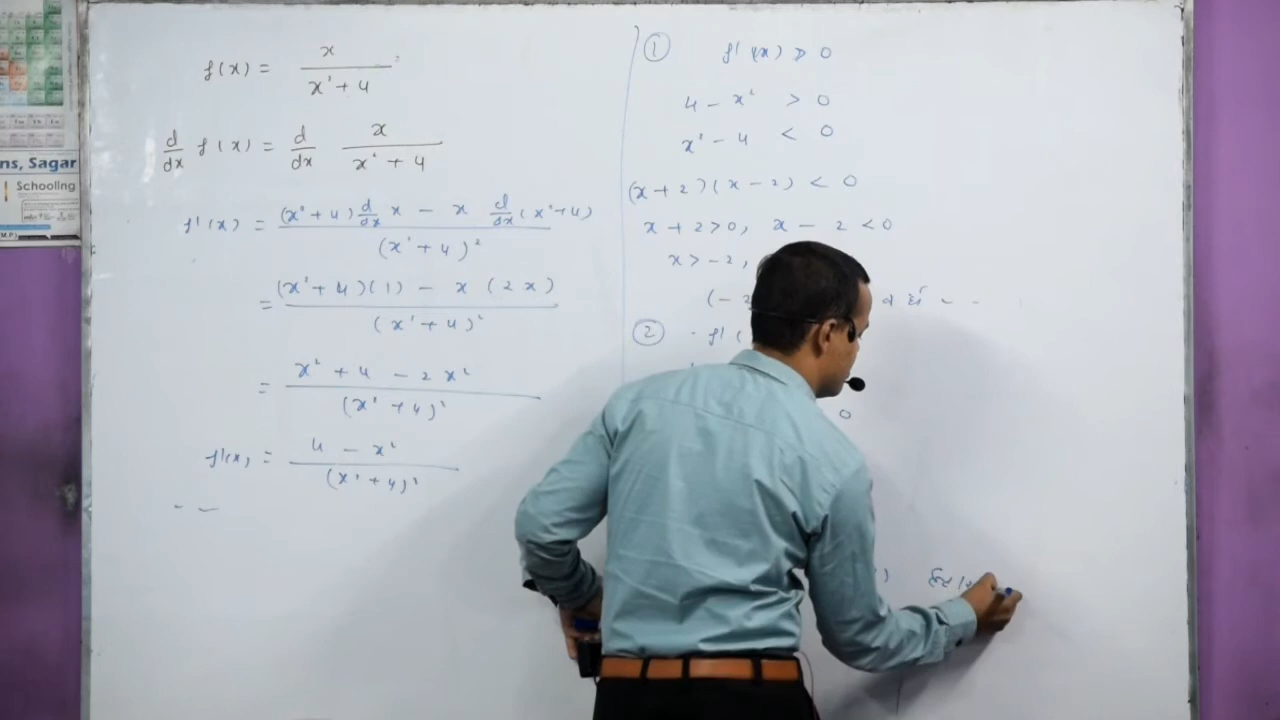 ns, Sagar
Schooling
(M.P.)
f(x) = x / x² + 4
d/dx f(x) = d/dx x / x² + 4
f'(x) = (x² + 4) d/dx x - x d/dx (x² + 4) / (x² + 4)²
= (x² + 4)(1) - x (2x) / (x² + 4)²
= x² + 4 - 2x² / (x² + 4)²
f'(x) = 4 - x² / (x² + 4)²
① f'(x) > 0
4 - x² > 0
x² - 4 < 0
(x + 2)(x - 2) < 0
x + 2 > 0, x - 2 < 0
x > -2,
(- 2
② f' (
0
)